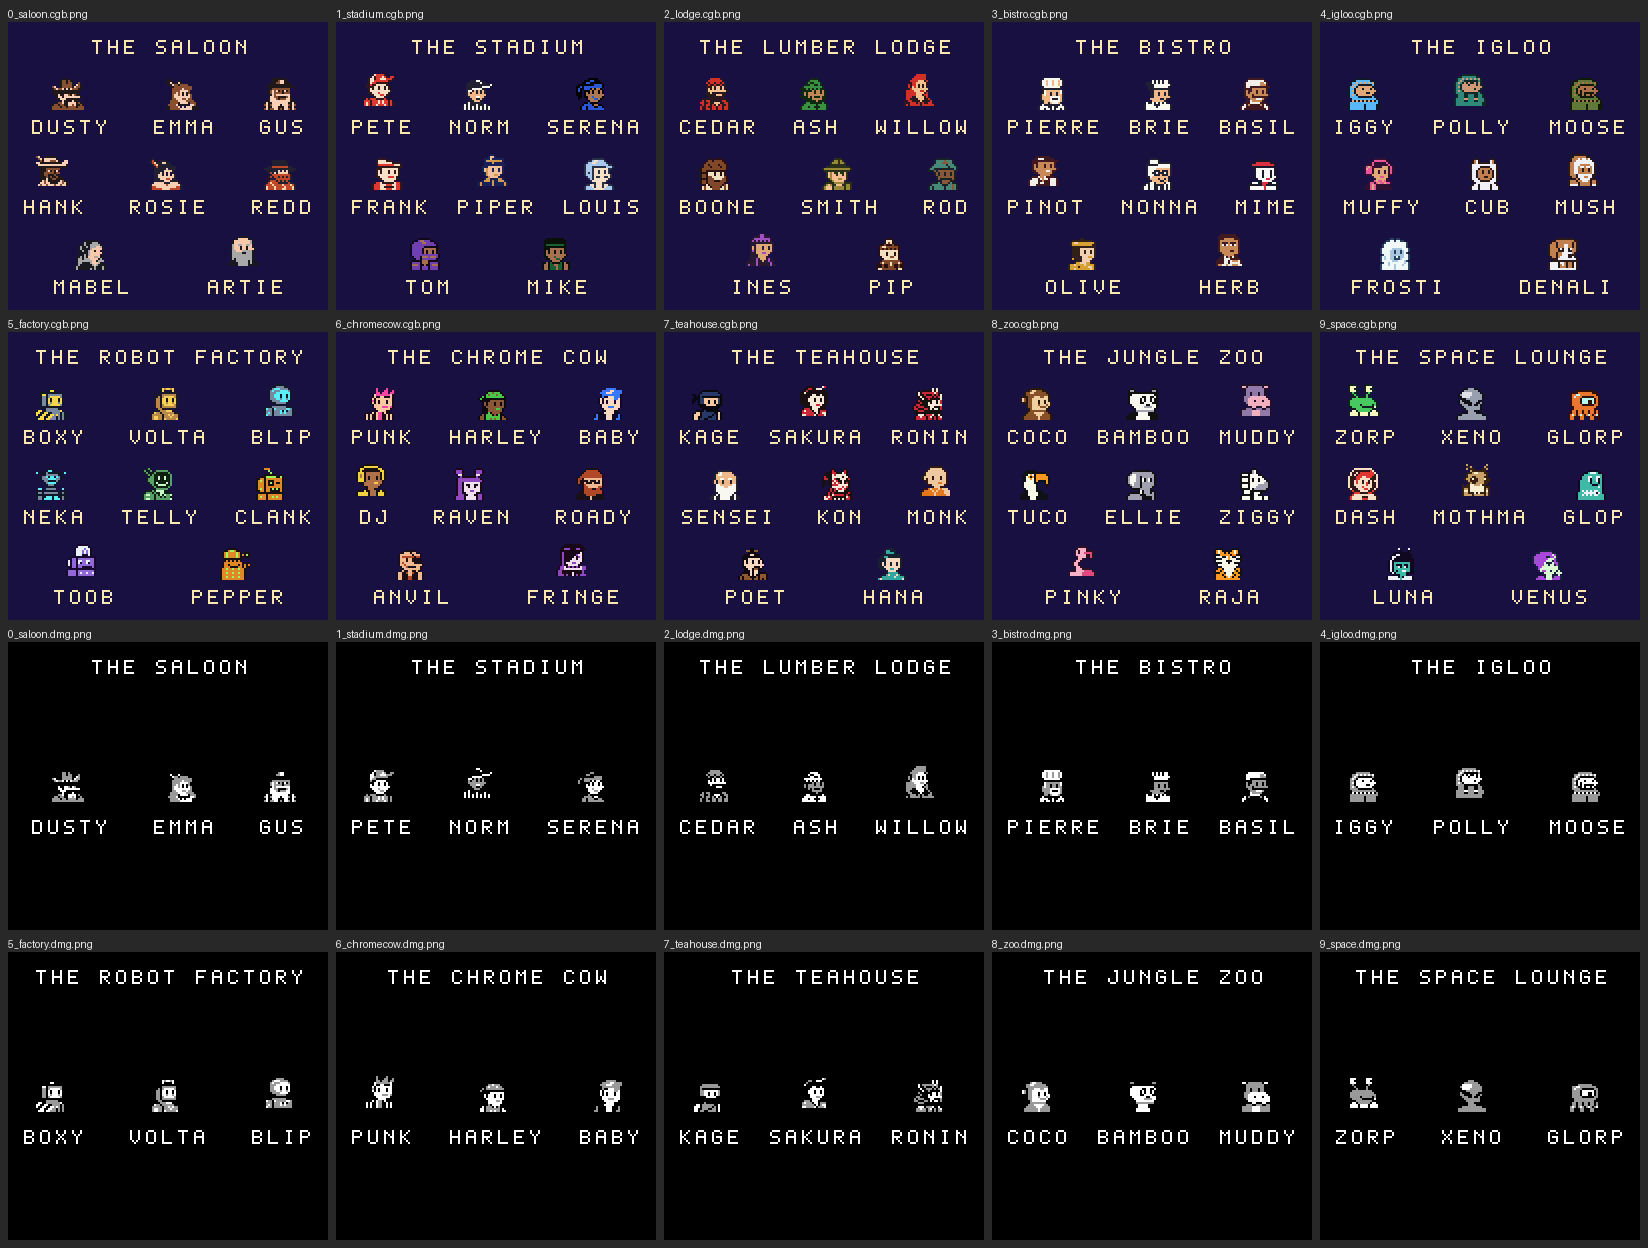 0_saloon.cgb.png
THE SALOON
DUSTY EMMA GUS
HANK ROSIE REDD
MABEL ARTIE
1_stadium.cgb.png
THE STADIUM
PETE NORM SERENA
FRANK PIPER LOUIS
TOM MIKE
2_lodge.cgb.png
THE LUMBER LODGE
CEDAR ASH WILLOW
BOONE SMITH ROD
INES PIP
3_bistro.cgb.png
THE BISTRO
PIERRE BRIE BASIL
PINOT NONNA MIME
OLIVE HERB
4_igloo.cgb.png
THE IGLOO
IGGY POLLY MOOSE
MUFFY CUB MUSH
FROSTI DENALI
5_factory.cgb.png
THE ROBOT FACTORY
BOXY VOLTA BLIP
NEKA TELLY CLANK
TOOB PEPPER
6_chromecow.cgb.png
THE CHROME COW
PUNK HARLEY BABY
DJ RAVEN ROADY
ANVIL FRINGE
7_teahouse.cgb.png
THE TEAHOUSE
KAGE SAKURA RONIN
SENSEI KON MONK
POET HANA
8_zoo.cgb.png
THE JUNGLE ZOO
COCO BAMBOO MUDDY
TUCO ELLIE ZIGGY
PINKY RAJA
9_space.cgb.png
THE SPACE LOUNGE
ZORP XENO GLORP
DASH MOTHMA GLOP
LUNA VENUS
0_saloon.dmg.png
THE SALOON
DUSTY EMMA GUS
1_stadium.dmg.png
THE STADIUM
PETE NORM SERENA
2_lodge.dmg.png
THE LUMBER LODGE
CEDAR ASH WILLOW
3_bistro.dmg.png
THE BISTRO
PIERRE BRIE BASIL
4_igloo.dmg.png
THE IGLOO
IGGY POLLY MOOSE
5_factory.dmg.png
THE ROBOT FACTORY
BOXY VOLTA BLIP
6_chromecow.dmg.png
THE CHROME COW
PUNK HARLEY BABY
7_teahouse.dmg.png
THE TEAHOUSE
KAGE SAKURA RONIN
8_zoo.dmg.png
THE JUNGLE ZOO
COCO BAMBOO MUDDY
9_space.dmg.png
THE SPACE LOUNGE
ZORP XENO GLORP